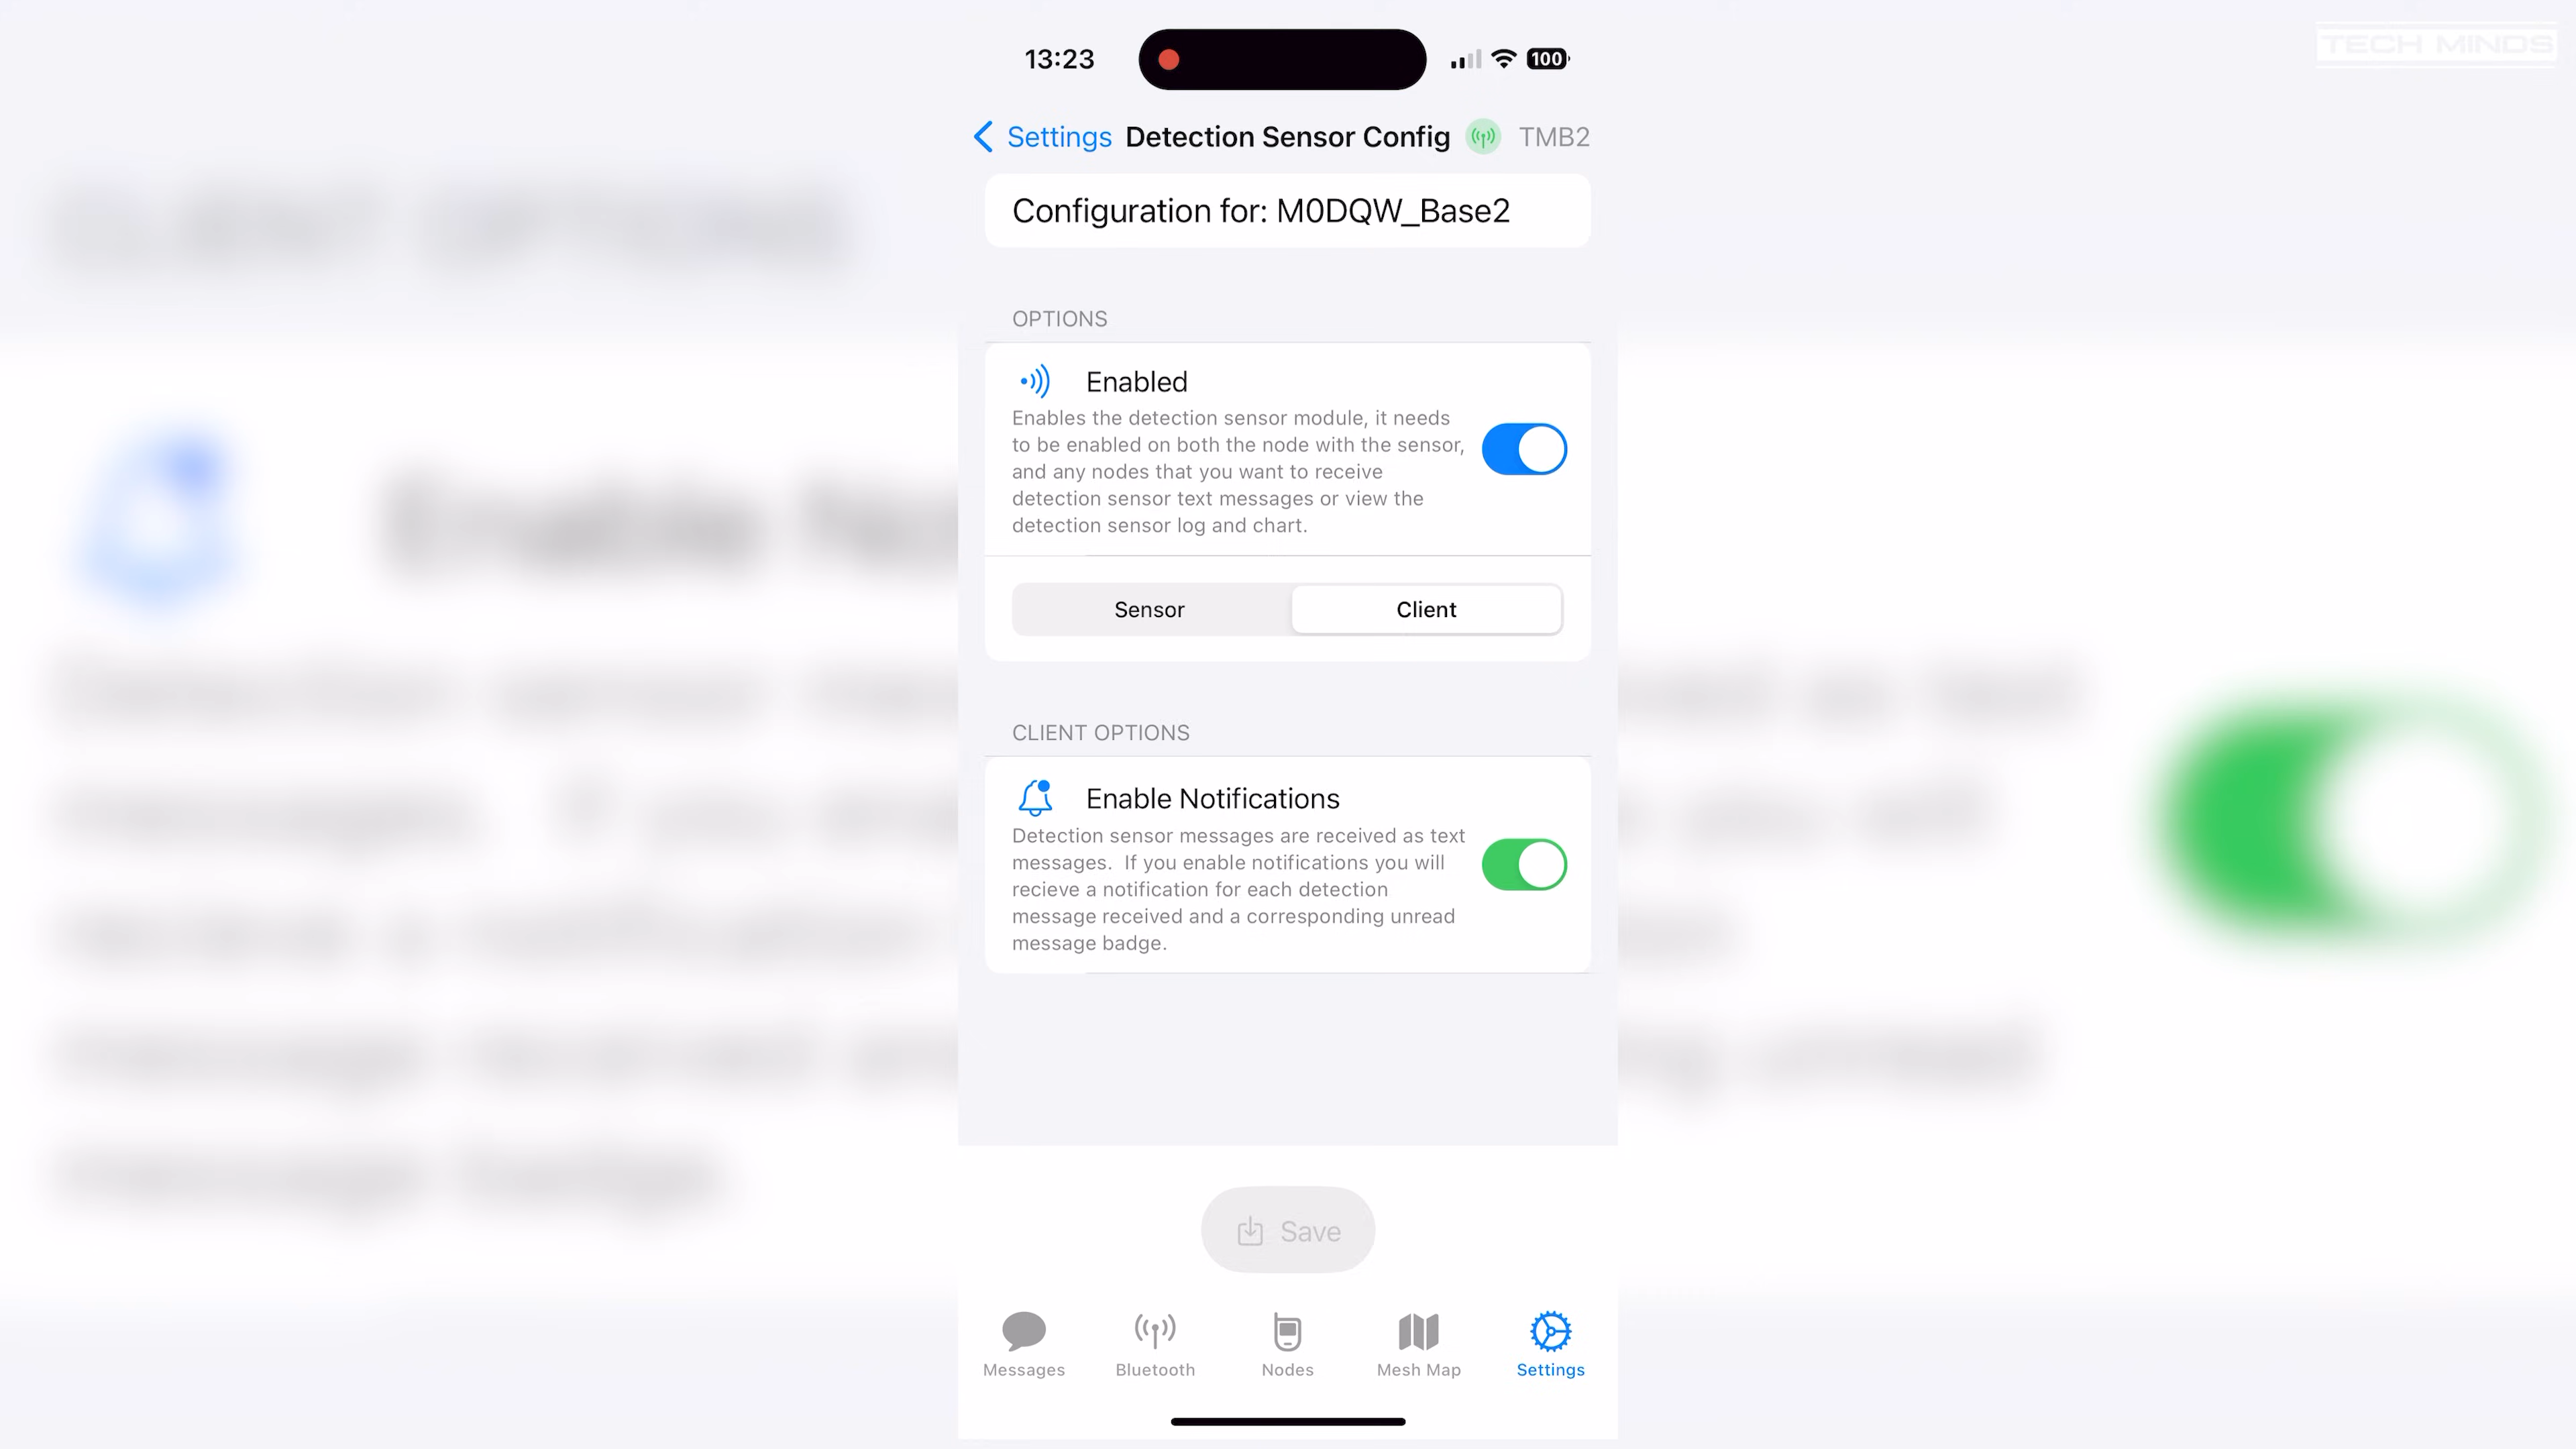 TECH MINDS
13:23
100
Settings Detection Sensor Config TMB2
Configuration for: M0DQW_Base2
OPTIONS
Enabled
Enables the detection sensor module, it needs
to be enabled on both the node with the sensor,
and any nodes that you want to receive
detection sensor text messages or view the
detection sensor log and chart.
Sensor Client
CLIENT OPTIONS
Enable Notifications
Detection sensor messages are received as text
messages.  If you enable notifications you will
recieve a notification for each detection
message received and a corresponding unread
message badge.
Save
Messages Bluetooth Nodes Mesh Map Settings